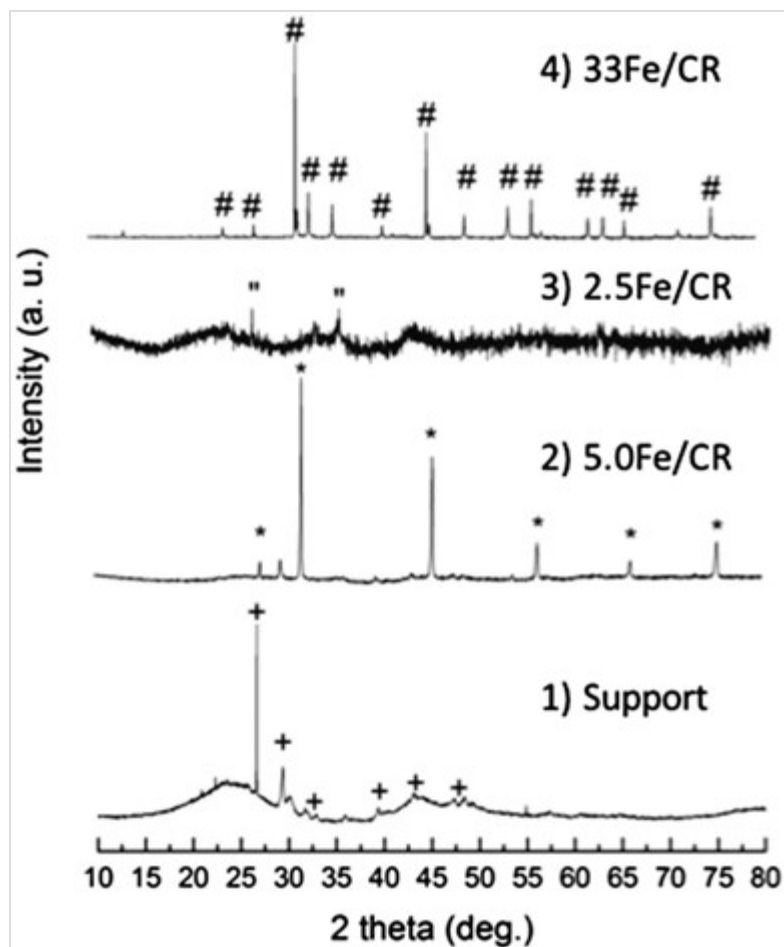 #
4) 33Fe/CR
#
# # # # # # # # # # # #
" "
3) 2.5Fe/CR
*
*
2) 5.0Fe/CR
* * * *
+
1) Support
+ + + + +
Intensity (a. u.)
10 15 20 25 30 35 40 45 50 55 60 65 70 75 80
2 theta (deg.)